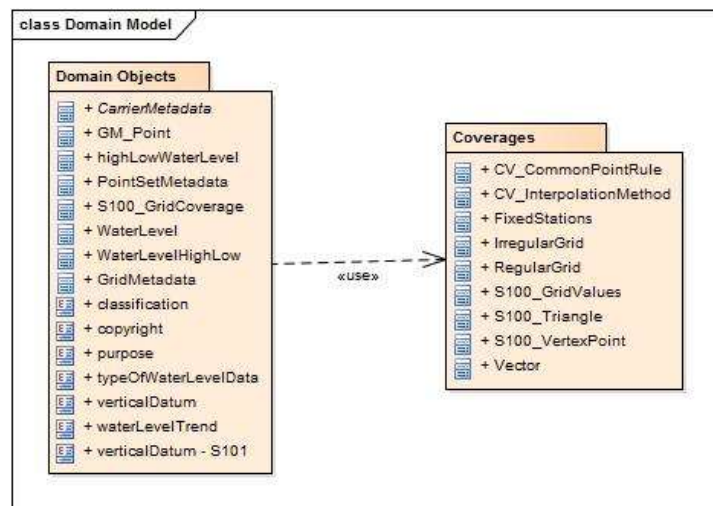 class Domain Model
Domain Objects
+ CarrierMetadata
+ GM_Point
+ highLowWaterLevel
+ PointSetMetadata
+ S100_GridCoverage
+ WaterLevel
+ WaterLevelHighLow
+ GridMetadata
+ classification
+ copyright
+ purpose
+ typeOfWaterLevelData
+ verticalDatum
+ waterLevelTrend
+ verticalDatum - S101
«use»
Coverages
+ CV_CommonPointRule
+ CV_InterpolationMethod
+ FixedStations
+ IrregularGrid
+ RegularGrid
+ S100_GridValues
+ S100_Triangle
+ S100_VertexPoint
+ Vector